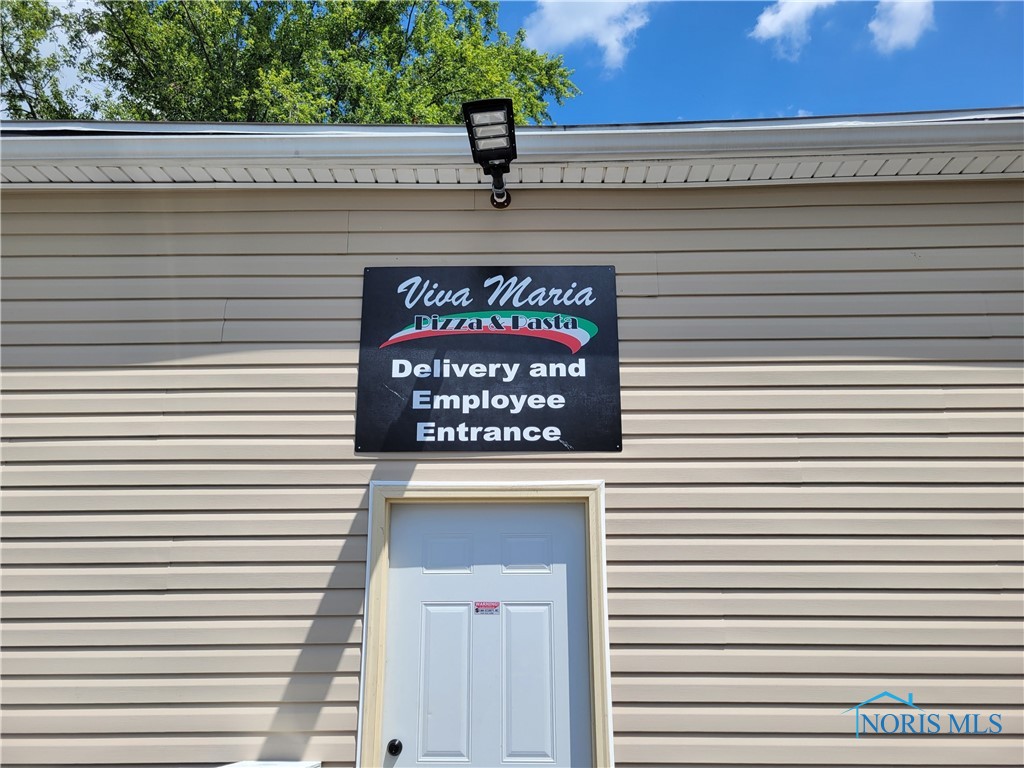 Viva Maria
Pizza & Pasta
Delivery and
Employee
Entrance
WARNING
NORIS MLS